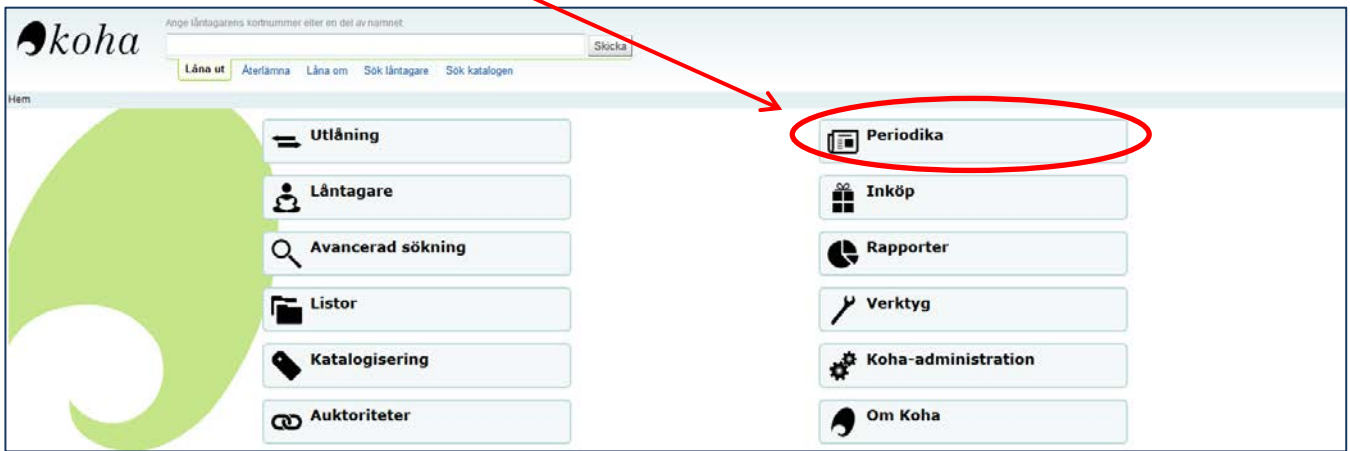 koha
Ange låntagarens kortnummer eller en del av namnet:
Skicka
Låna ut Återlämna Låna om Sök låntagare Sök katalogen
Hem
Utlåning
Låntagare
Avancerad sökning
Listor
Katalogisering
Auktoriteter
Periodika
Inköp
Rapporter
Verktyg
Koha-administration
Om Koha